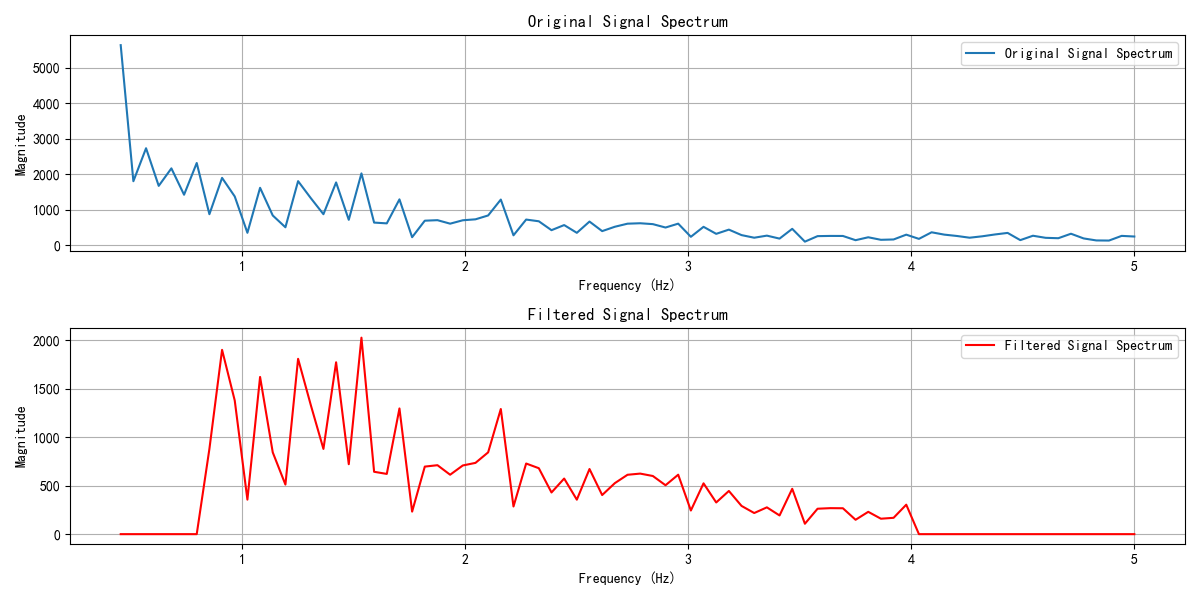 Original Signal Spectrum
Original Signal Spectrum
5000
4000
3000
2000
1000
0
Magnitude
1 2 3 4 5
Frequency (Hz)
Filtered Signal Spectrum
Filtered Signal Spectrum
2000
1500
1000
500
0
Magnitude
1 2 3 4 5
Frequency (Hz)